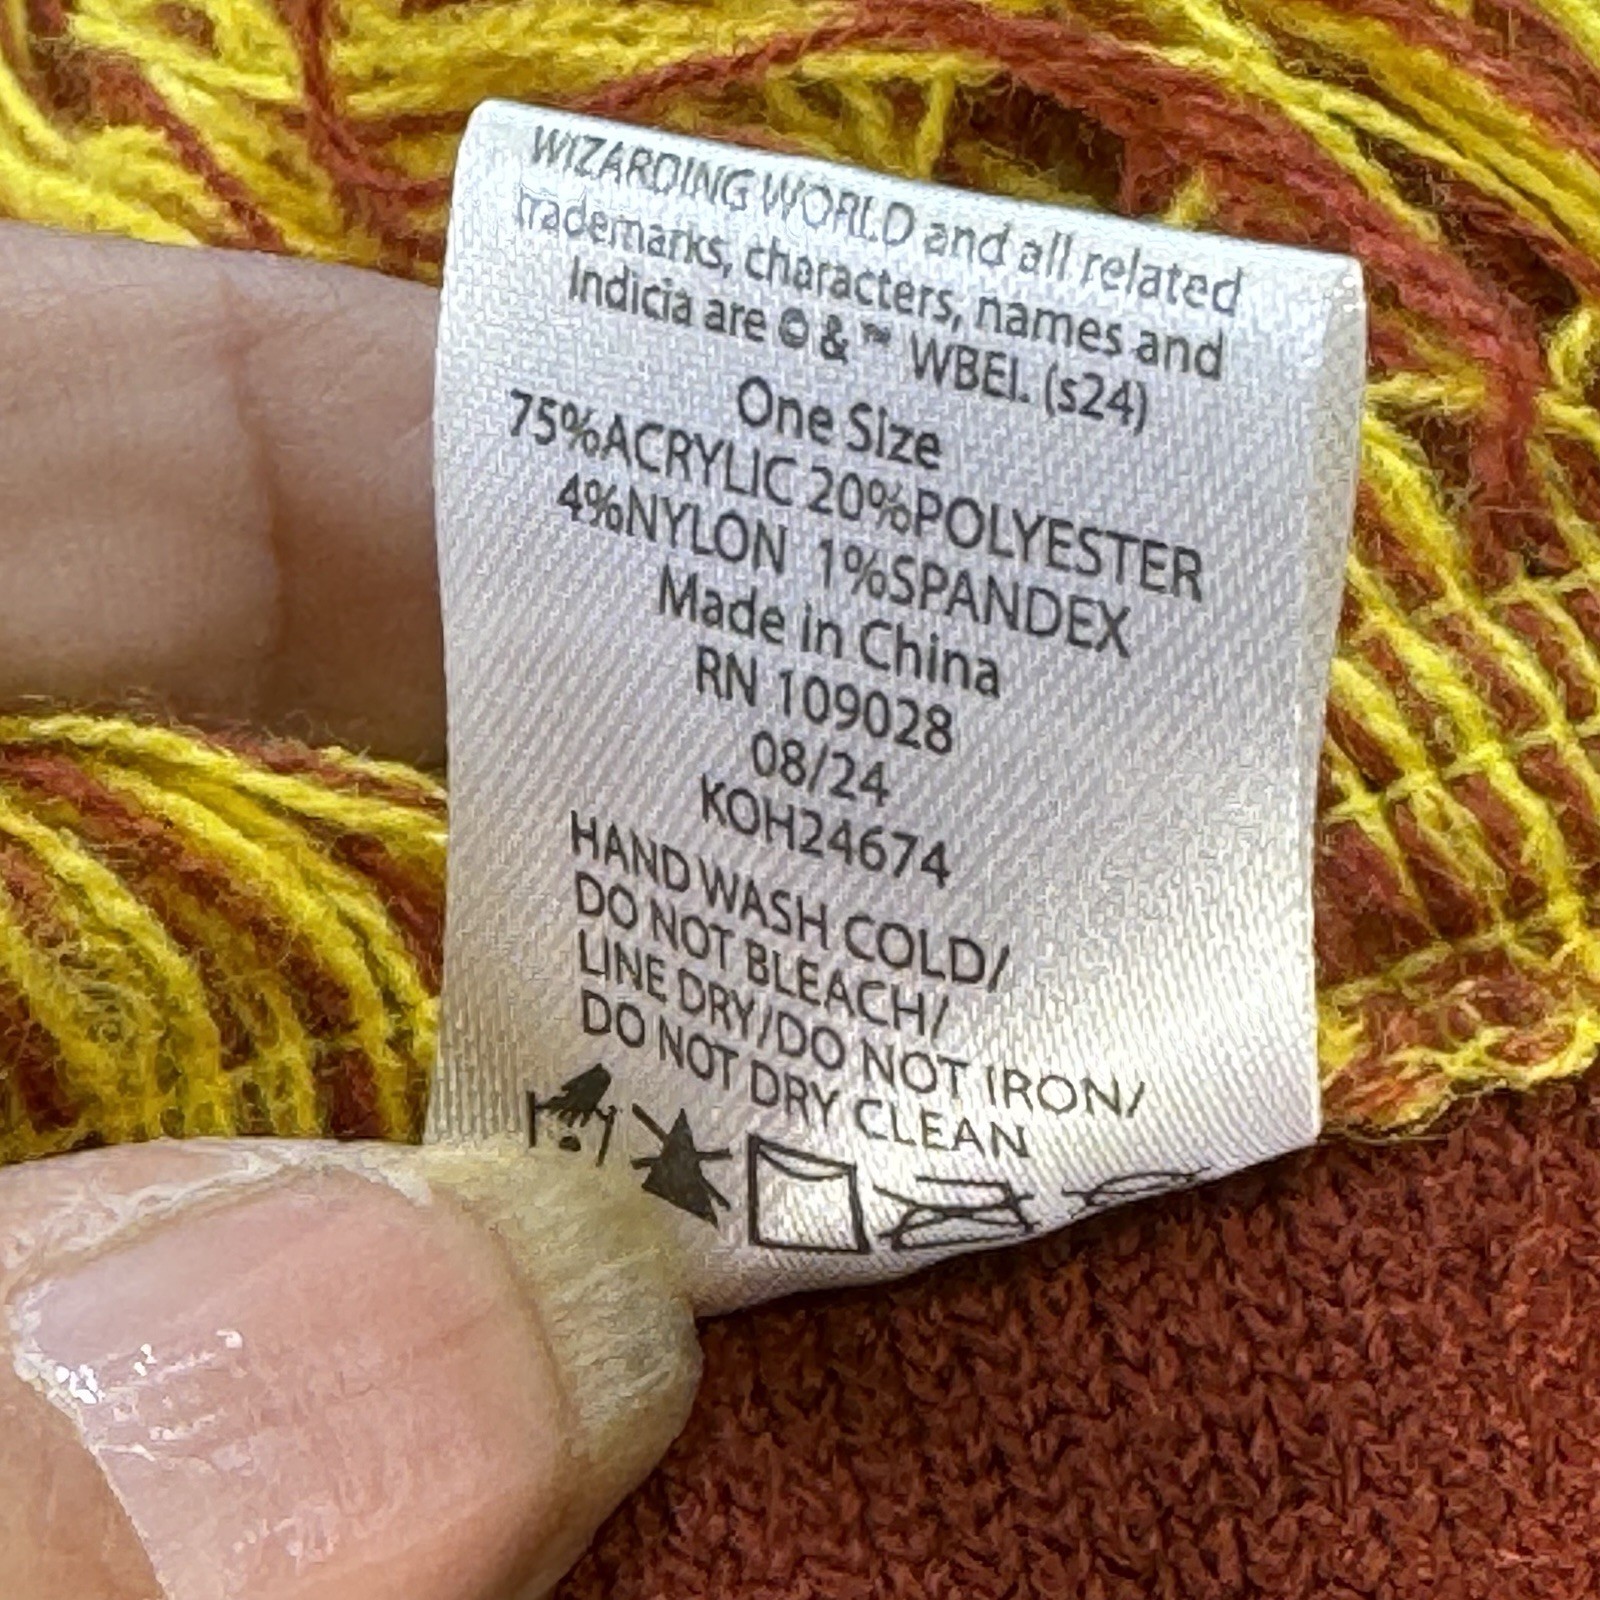 WIZARDING WORLD and all related
trademarks, characters, names and
Indicia are © & ™ WBEI. (s24)
One Size
75%ACRYLIC 20%POLYESTER
4%NYLON 1%SPANDEX
Made in China
RN 109028
08/24
KOH24674
HAND WASH COLD/
DO NOT BLEACH/
LINE DRY/DO NOT IRON/
DO NOT DRY CLEAN